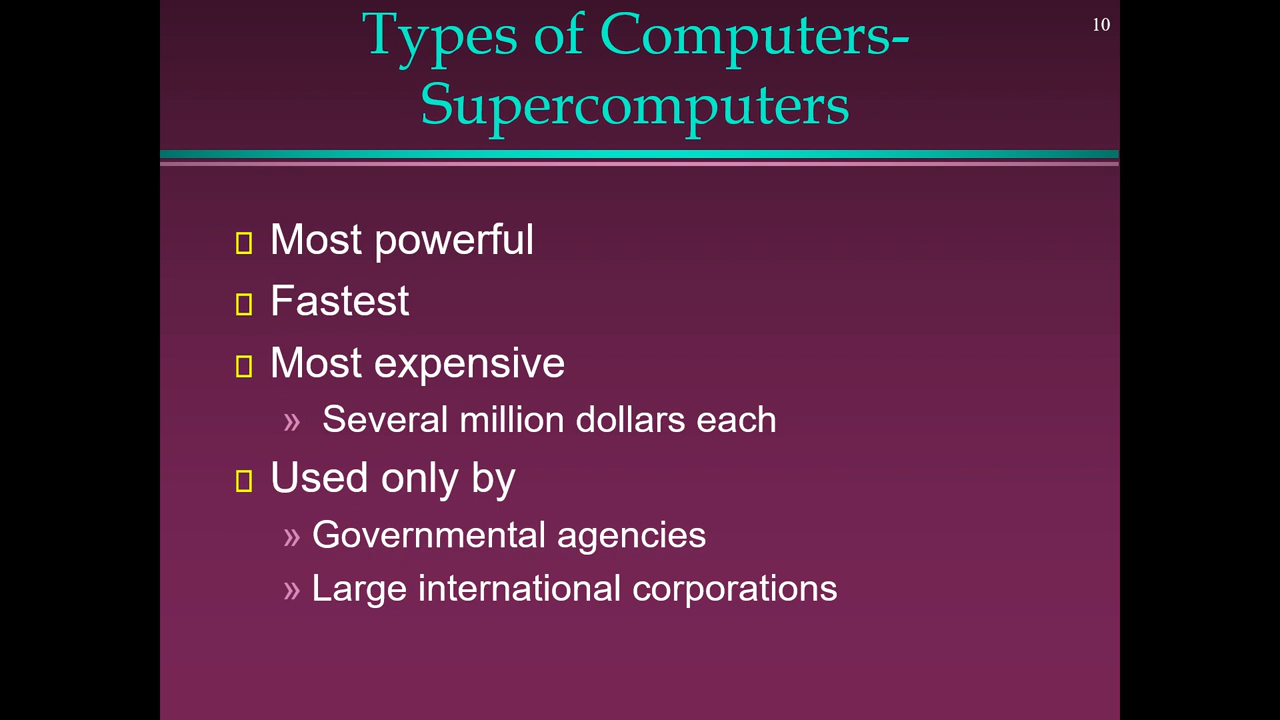 10
Types of Computers-
Supercomputers
Most powerful
Fastest
Most expensive
» Several million dollars each
Used only by
» Governmental agencies
» Large international corporations